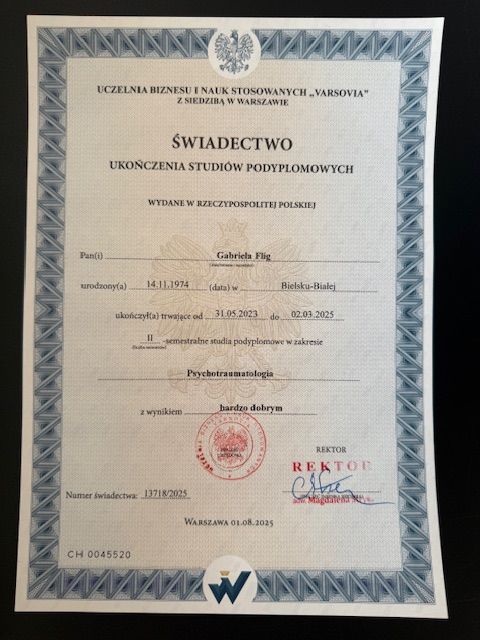 UCZELNIA BIZNESU I NAUK STOSOWANYCH „VARSOVIA"
Z SIEDZIBĄ W WARSZAWIE
ŚWIADECTWO
UKOŃCZENIA STUDIÓW PODYPLOMOWYCH
WYDANE W RZECZYPOSPOLITEJ POLSKIEJ
Pan(i) Gabriela Flig
urodzony(a) 14.11.1974 (data) w Bielsku-Białej
ukończył(a) trwające od 31.05.2023 do 02.03.2025
II -semestralne studia podyplomowe w zakresie
Psychotraumatologia
z wynikiem bardzo dobrym
REKTOR
REKTOR
Numer świadectwa: 13718/2025
Magdalena
WARSZAWA 01.08.2025
CH 0045520